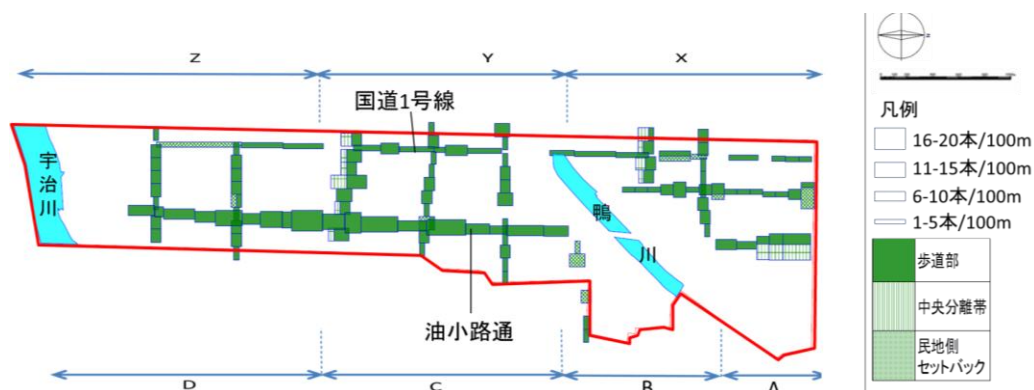 Z Y X
国道1号線
宇治川
鴨川
油小路通
D C B A
N
凡例
16-20本/100m
11-15本/100m
6-10本/100m
1-5本/100m
歩道部
中央分離帯
民地側
セットバック